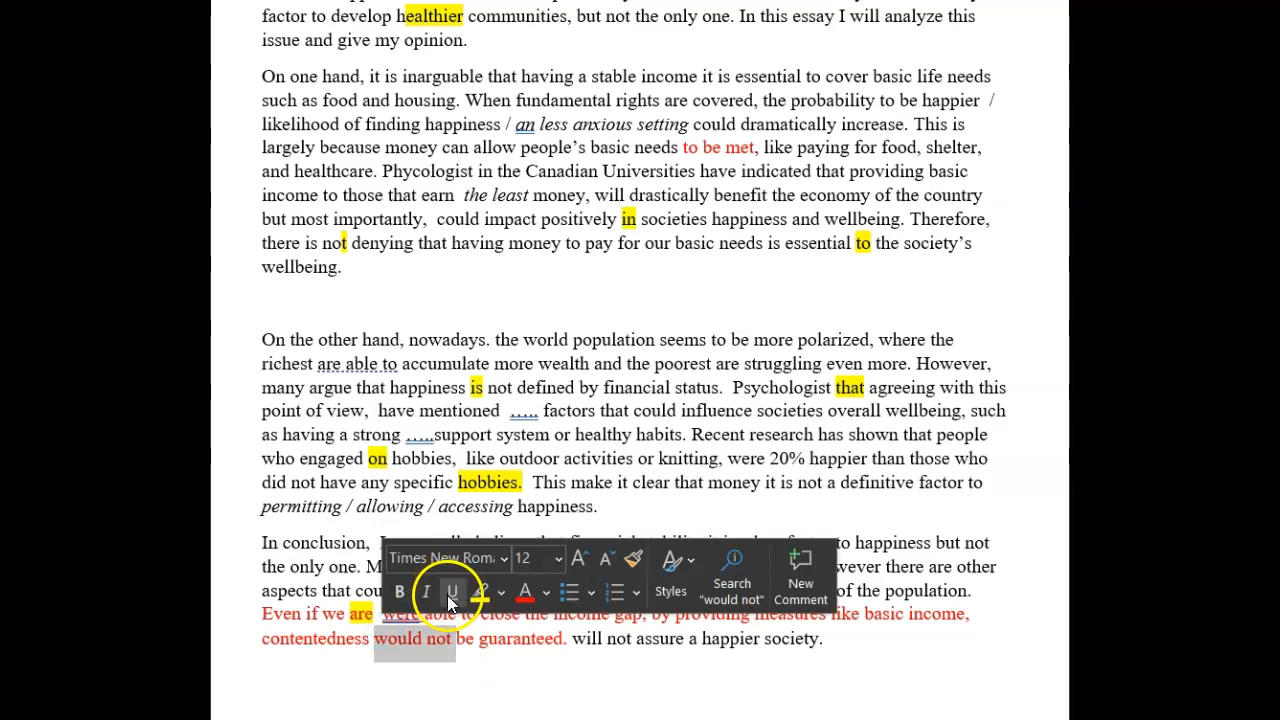 factor to develop healthier communities, but not the only one. In this essay I will analyze this
issue and give my opinion.
On one hand, it is inarguable that having a stable income it is essential to cover basic life needs
such as food and housing. When fundamental rights are covered, the probability to be happier /
likelihood of finding happiness / an less anxious setting could dramatically increase. This is
largely because money can allow people's basic needs to be met, like paying for food, shelter,
and healthcare. Phycologist in the Canadian Universities have indicated that providing basic
income to those that earn the least money, will drastically benefit the economy of the country
but most importantly, could impact positively in societies happiness and wellbeing. Therefore,
there is not denying that having money to pay for our basic needs is essential to the society's
wellbeing.
On the other hand, nowadays. the world population seems to be more polarized, where the
richest are able to accumulate more wealth and the poorest are struggling even more. However,
many argue that happiness is not defined by financial status. Psychologist that agreeing with this
point of view, have mentioned ..... factors that could influence societies overall wellbeing, such
as having a strong .....support system or healthy habits. Recent research has shown that people
who engaged on hobbies, like outdoor activities or knitting, were 20% happier than those who
did not have any specific hobbies. This make it clear that money it is not a definitive factor to
permitting / allowing / accessing happiness.
In conclusion, to happiness but not
Times New Roma 12
the only one. wever there are other
Styles Search "would not" New Comment
B I U A
aspects that cou of the population.
Even if we are were able to close the income gap, by providing measures like basic income,
contentedness would not be guaranteed. will not assure a happier society.